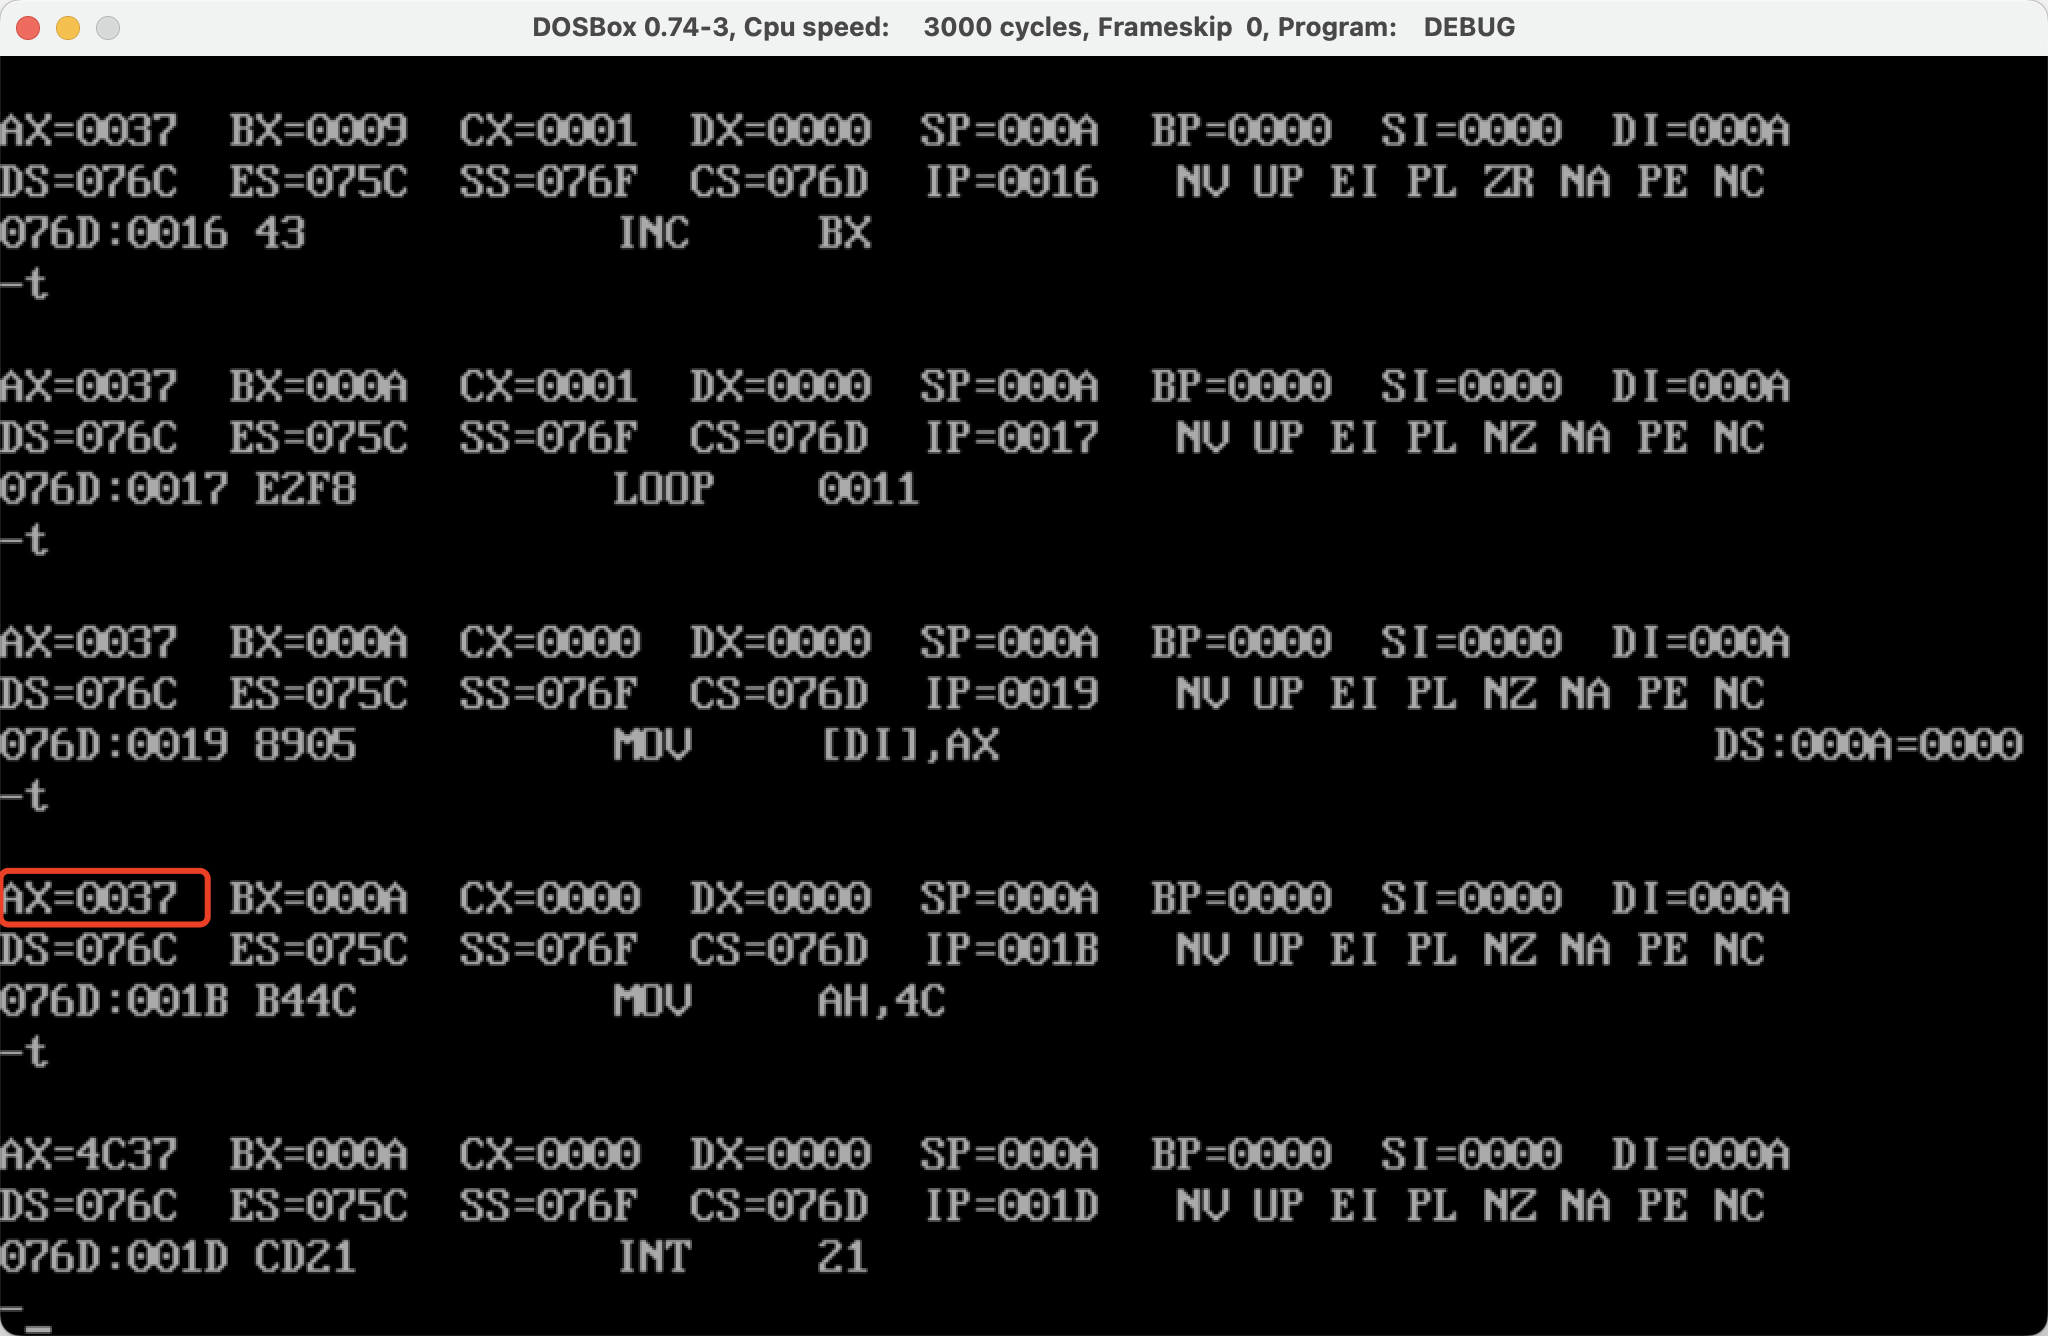 DOSBox 0.74-3, Cpu speed: 3000 cycles, Frameskip 0, Program: DEBUG
AX=0037 BX=0009 CX=0001 DX=0000 SP=000A BP=0000 SI=0000 DI=000A
DS=076C ES=075C SS=076F CS=076D IP=0016 NV UP EI PL ZR NA PE NC
076D:0016 43 INC BX
-t
AX=0037 BX=000A CX=0001 DX=0000 SP=000A BP=0000 SI=0000 DI=000A
DS=076C ES=075C SS=076F CS=076D IP=0017 NV UP EI PL NZ NA PE NC
076D:0017 E2F8 LOOP 0011
-t
AX=0037 BX=000A CX=0000 DX=0000 SP=000A BP=0000 SI=0000 DI=000A
DS=076C ES=075C SS=076F CS=076D IP=0019 NV UP EI PL NZ NA PE NC
076D:0019 8905 MOV [DI],AX DS:000A=0000
-t
AX=0037 BX=000A CX=0000 DX=0000 SP=000A BP=0000 SI=0000 DI=000A
DS=076C ES=075C SS=076F CS=076D IP=001B NV UP EI PL NZ NA PE NC
076D:001B B44C MOV AH,4C
-t
AX=4C37 BX=000A CX=0000 DX=0000 SP=000A BP=0000 SI=0000 DI=000A
DS=076C ES=075C SS=076F CS=076D IP=001D NV UP EI PL NZ NA PE NC
076D:001D CD21 INT 21
-_